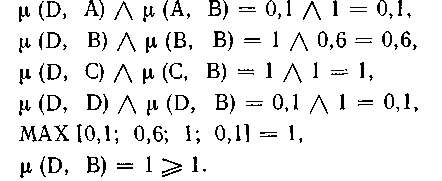 μ (D, A) ⋀ μ (A, B) = 0,1 ⋀ 1 = 0,1,
μ (D, B) ⋀ μ (B, B) = 1 ⋀ 0,6 = 0,6,
μ (D, C) ⋀ μ (C, B) = 1 ⋀ 1 = 1,
μ (D, D) ⋀ μ (D, B) = 0,1 ⋀ 1 = 0,1,
MAX [0,1; 0,6; 1; 0,1] = 1,
μ (D, B) = 1 ⩾ 1.